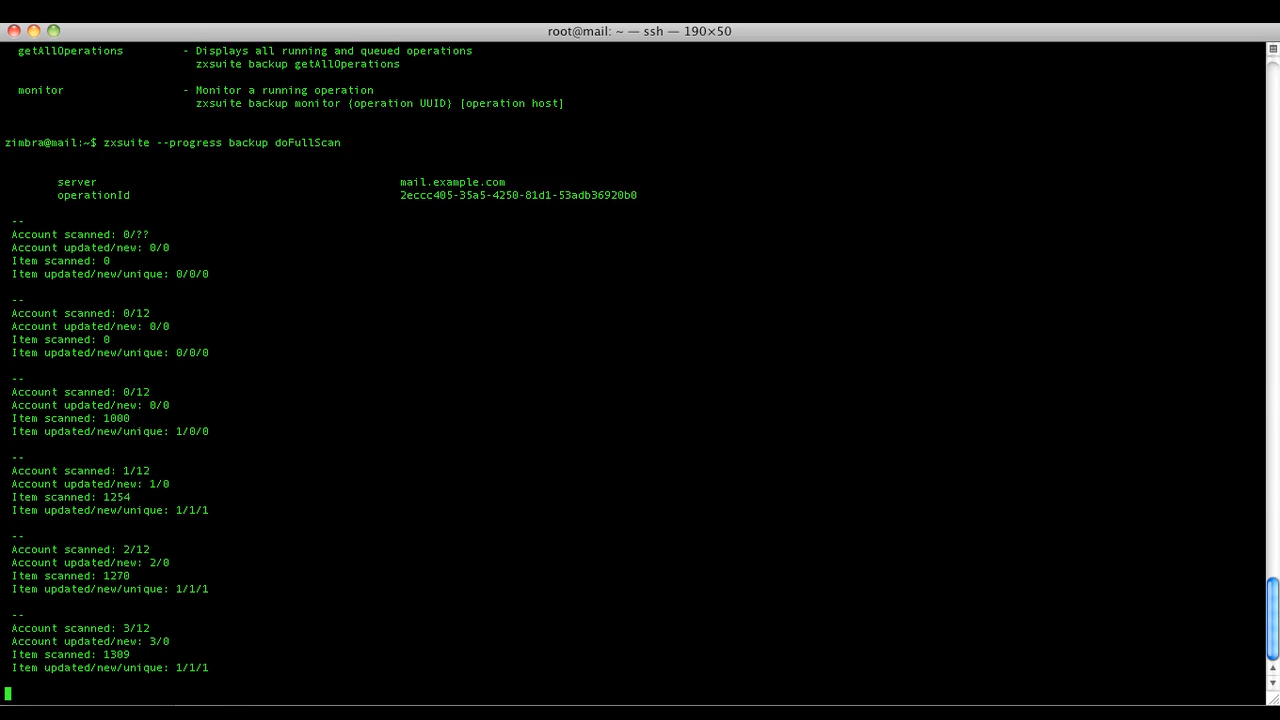 root@mail: ~ — ssh — 190×50
getAllOperations - Displays all running and queued operations
zxsuite backup getAllOperations
monitor - Monitor a running operation
zxsuite backup monitor {operation UUID} [operation host]
zimbra@mail:~$ zxsuite --progress backup doFullScan
server mail.example.com
operationId 2eccc405-35a5-4250-81d1-53adb36920b0
--
Account scanned: 0/??
Account updated/new: 0/0
Item scanned: 0
Item updated/new/unique: 0/0/0
--
Account scanned: 0/12
Account updated/new: 0/0
Item scanned: 0
Item updated/new/unique: 0/0/0
--
Account scanned: 0/12
Account updated/new: 0/0
Item scanned: 1000
Item updated/new/unique: 1/0/0
--
Account scanned: 1/12
Account updated/new: 1/0
Item scanned: 1254
Item updated/new/unique: 1/1/1
--
Account scanned: 2/12
Account updated/new: 2/0
Item scanned: 1270
Item updated/new/unique: 1/1/1
--
Account scanned: 3/12
Account updated/new: 3/0
Item scanned: 1309
Item updated/new/unique: 1/1/1